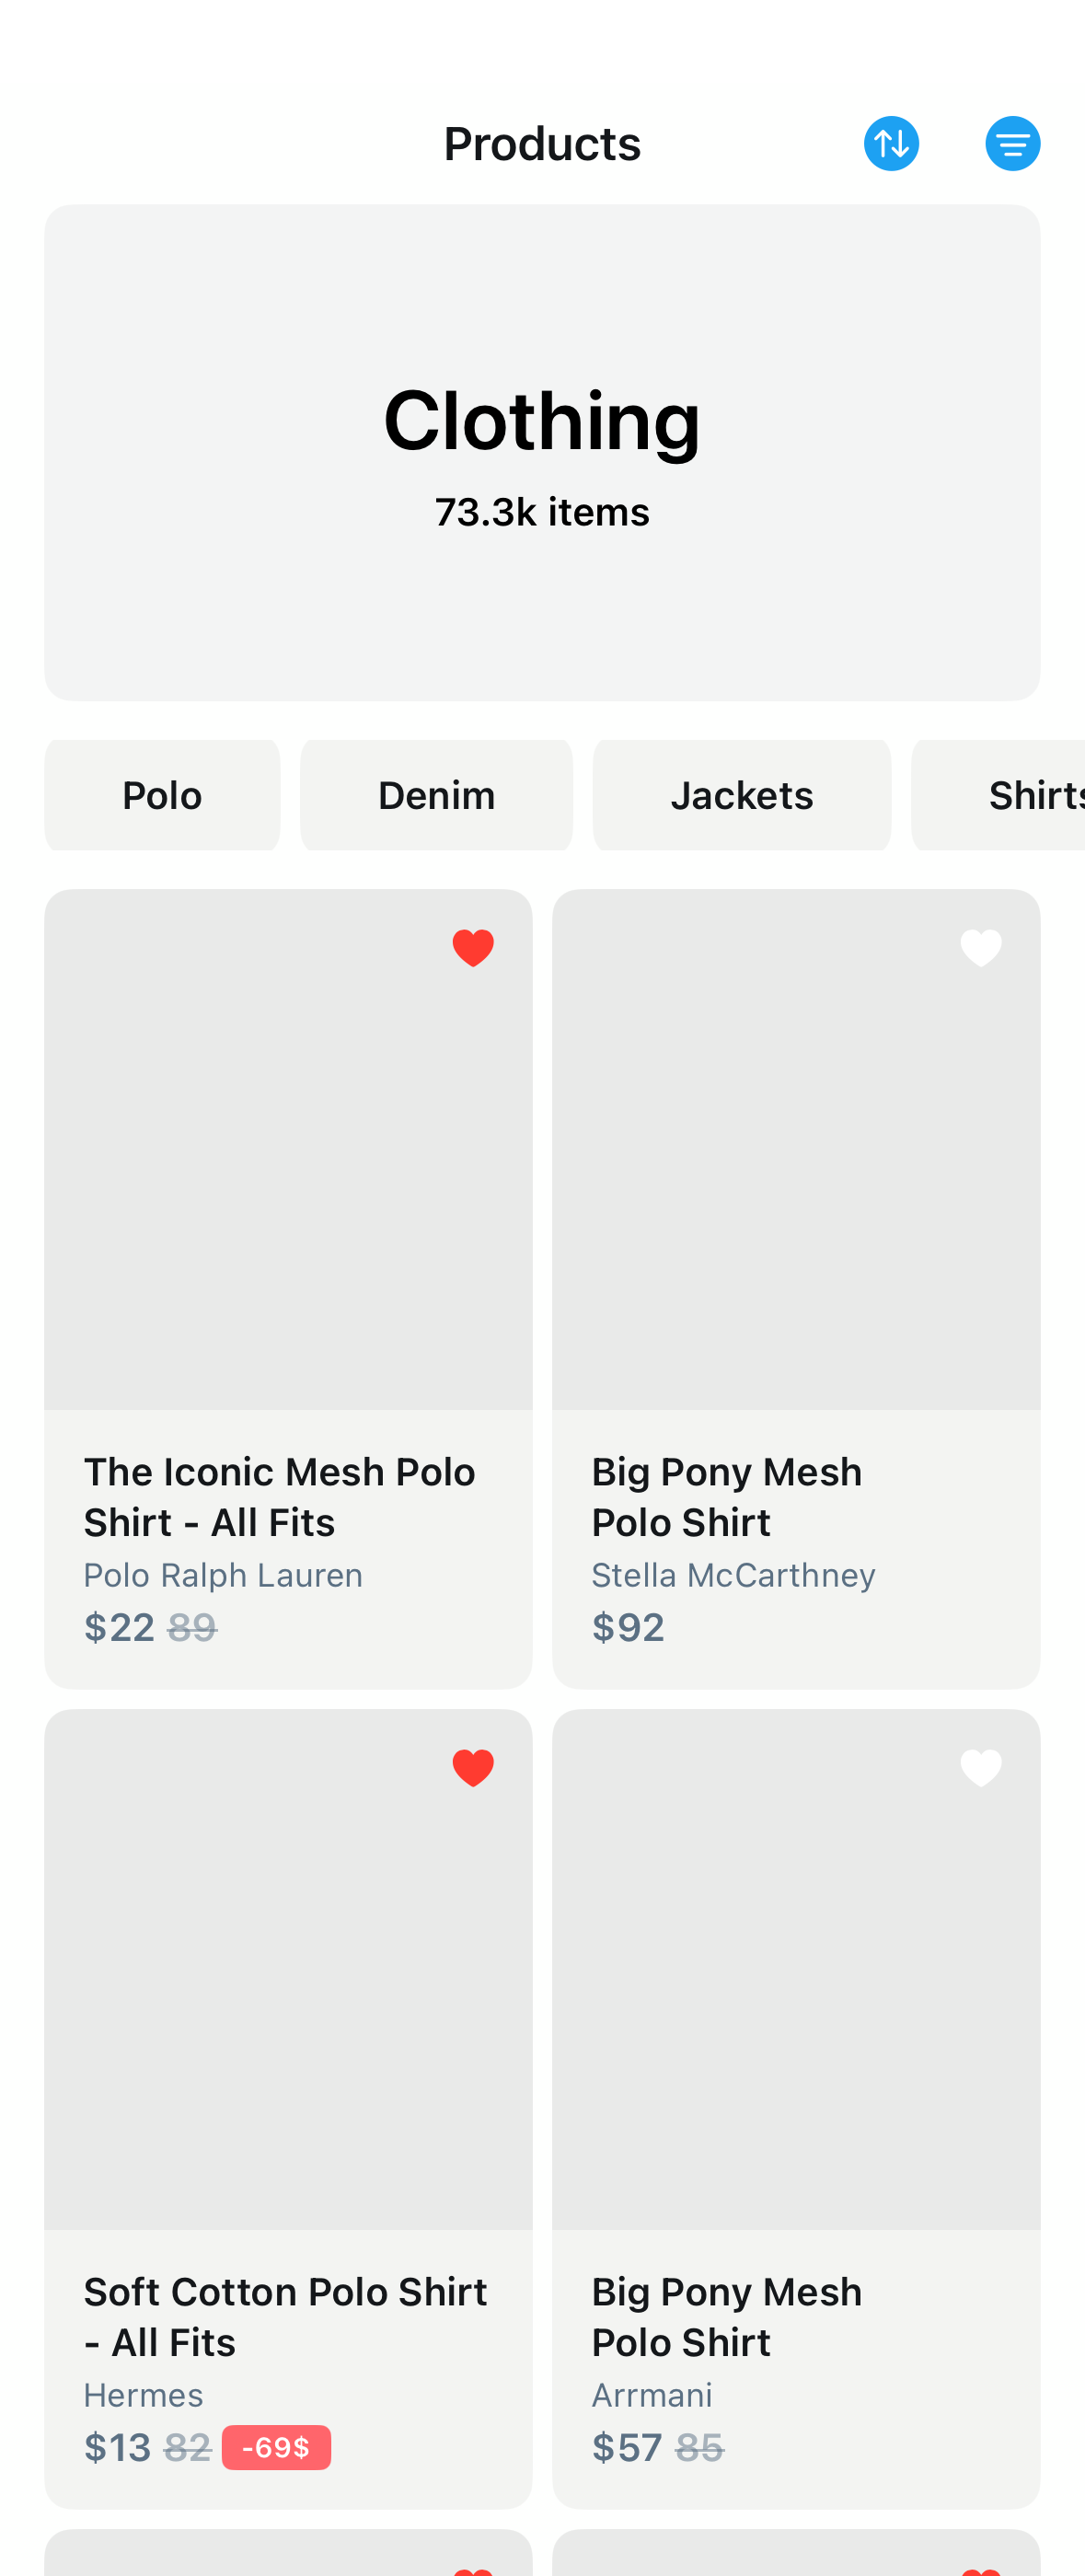 Products
Clothing
73.3k items
Polo
Denim
Jackets
Shirts
The Iconic Mesh Polo
Shirt - All Fits
Polo Ralph Lauren
$22 89
Big Pony Mesh
Polo Shirt
Stella McCarthney
$92
Soft Cotton Polo Shirt
- All Fits
Hermes
$13 82 -69$
Big Pony Mesh
Polo Shirt
Arrmani
$57 85